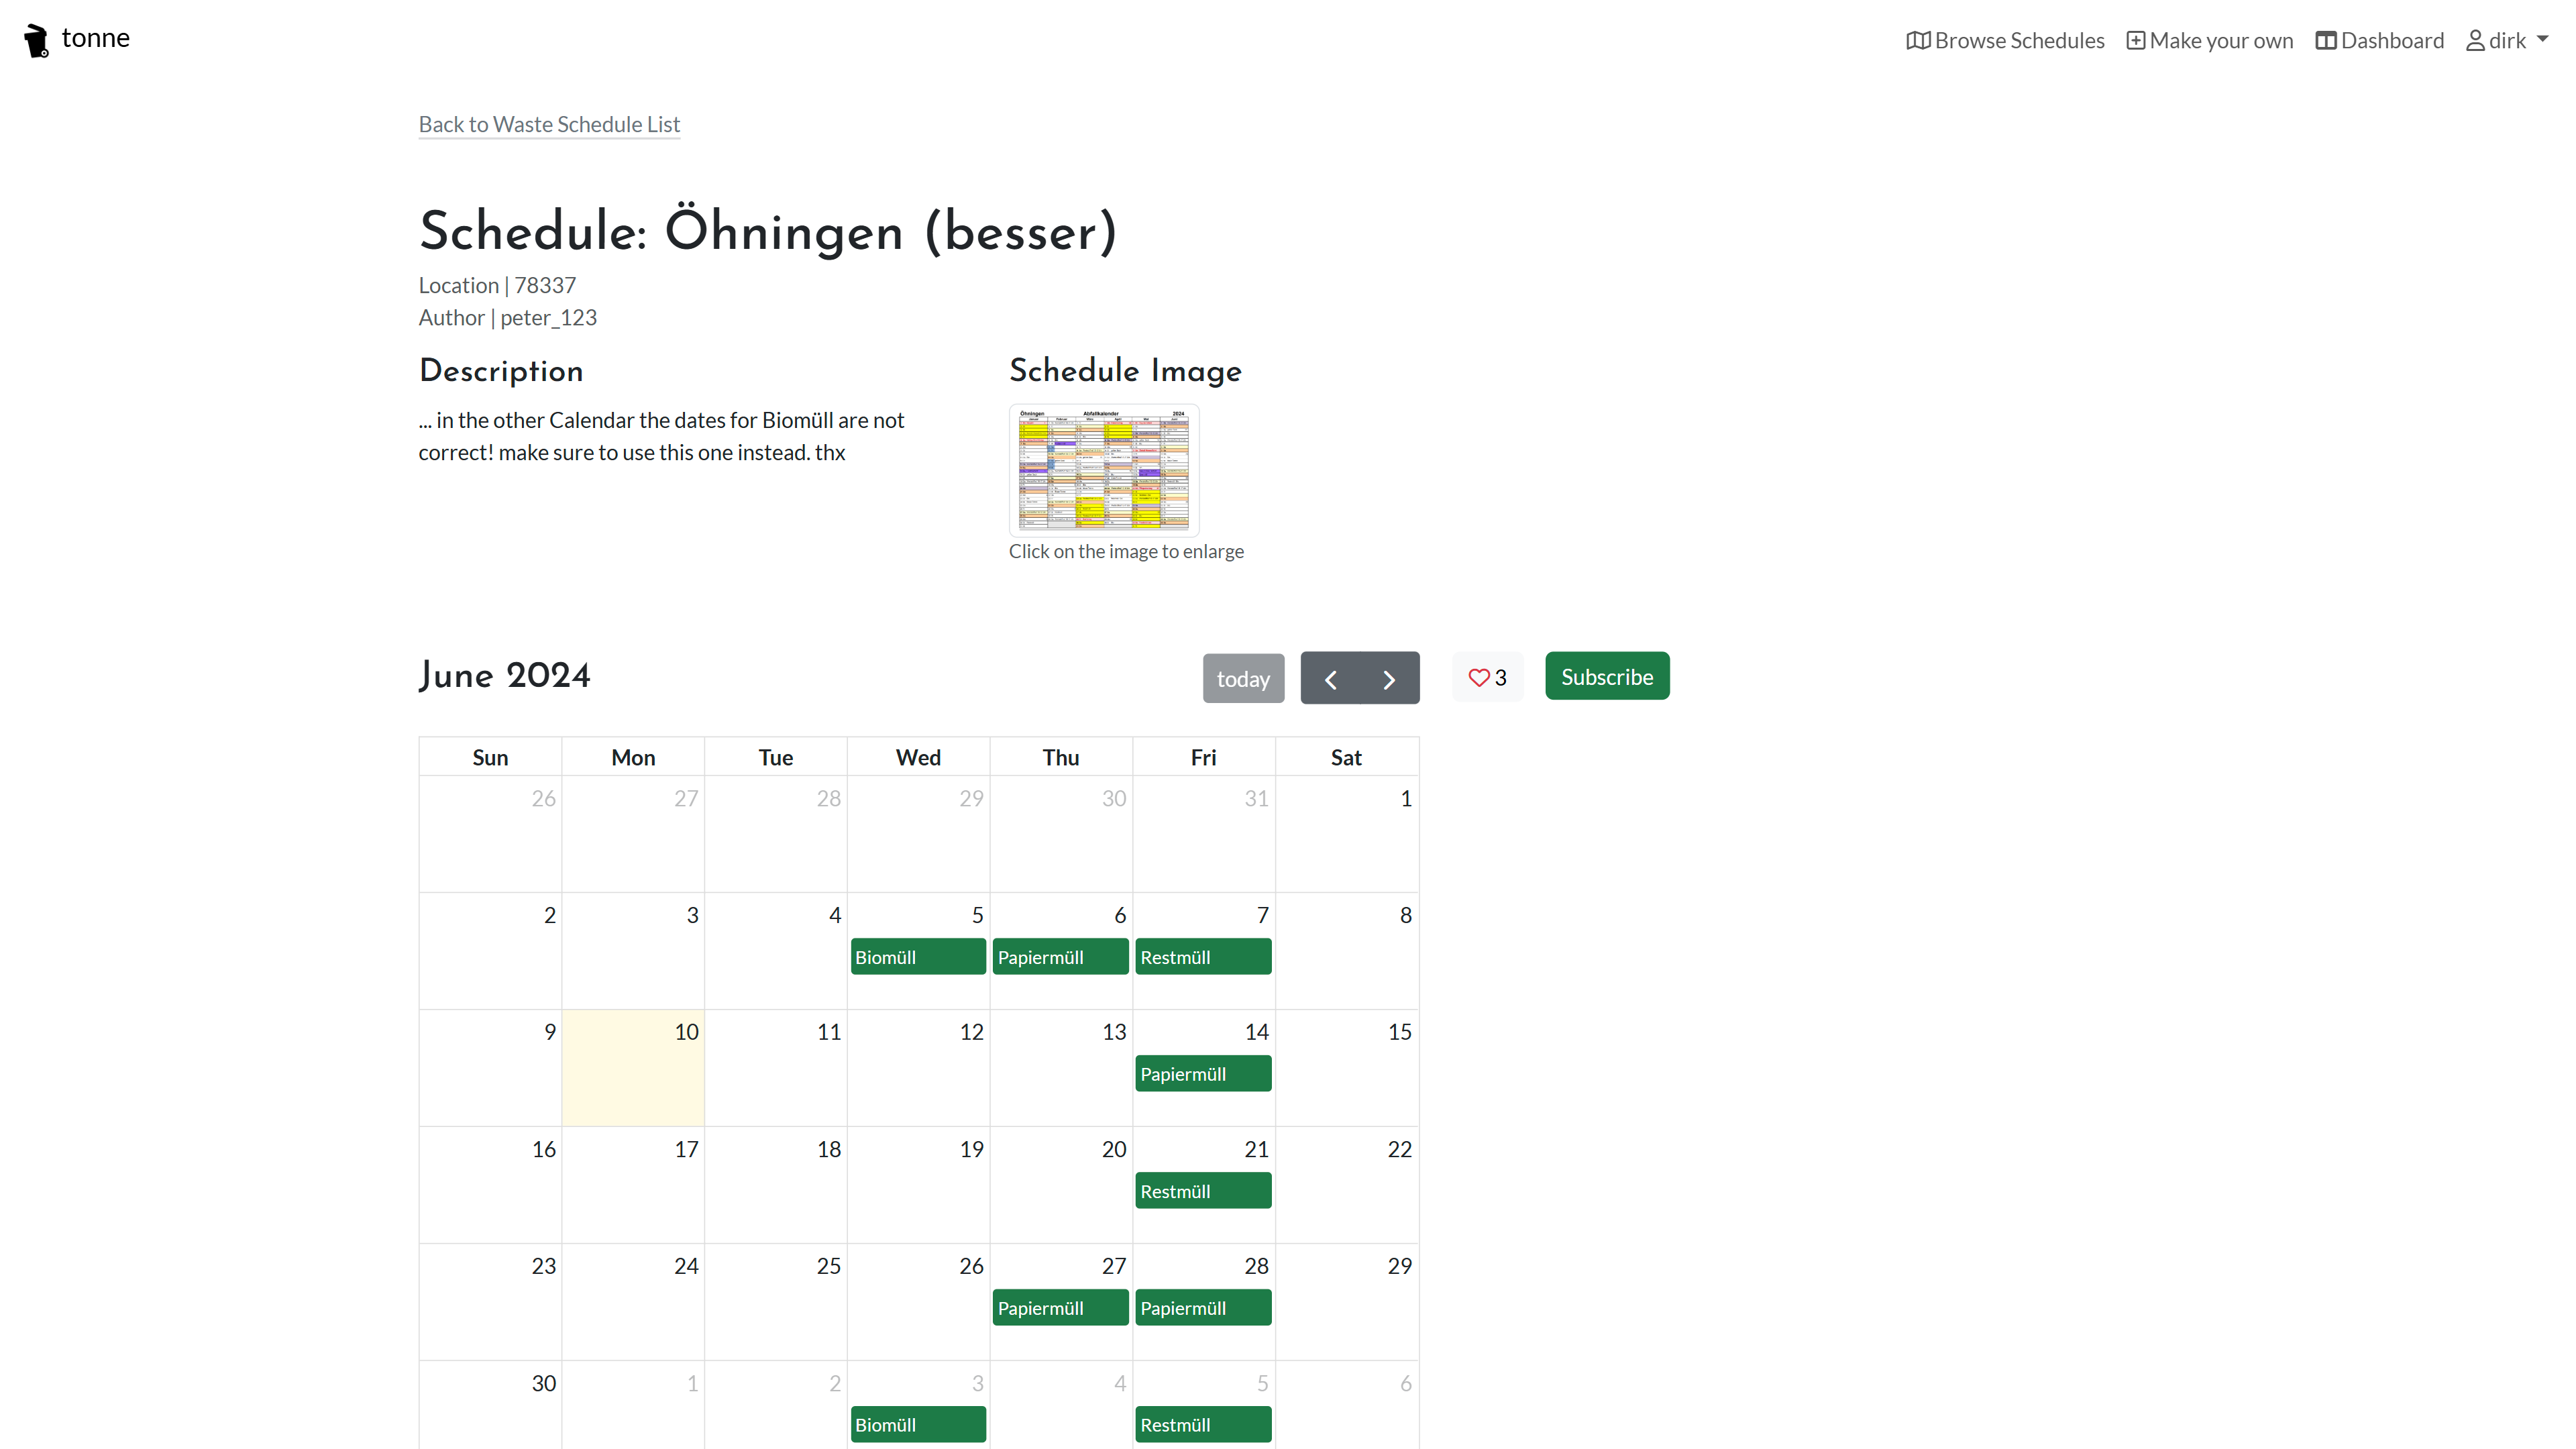 tonne
Browse Schedules Make your own Dashboard dirk
Back to Waste Schedule List
Schedule: Öhningen (besser)
Location | 78337
Author | peter_123
Description
... in the other Calendar the dates for Biomüll are not
correct! make sure to use this one instead. thx
Schedule Image
Öhningen Abfallkalender 2024
Click on the image to enlarge
June 2024
today 3 Subscribe
Sun Mon Tue Wed Thu Fri Sat
26 27 28 29 30 31 1
2 3 4 5 6 7 8
Biomüll Papiermüll Restmüll
9 10 11 12 13 14 15
Papiermüll
16 17 18 19 20 21 22
Restmüll
23 24 25 26 27 28 29
Papiermüll Papiermüll
30 1 2 3 4 5 6
Biomüll Restmüll